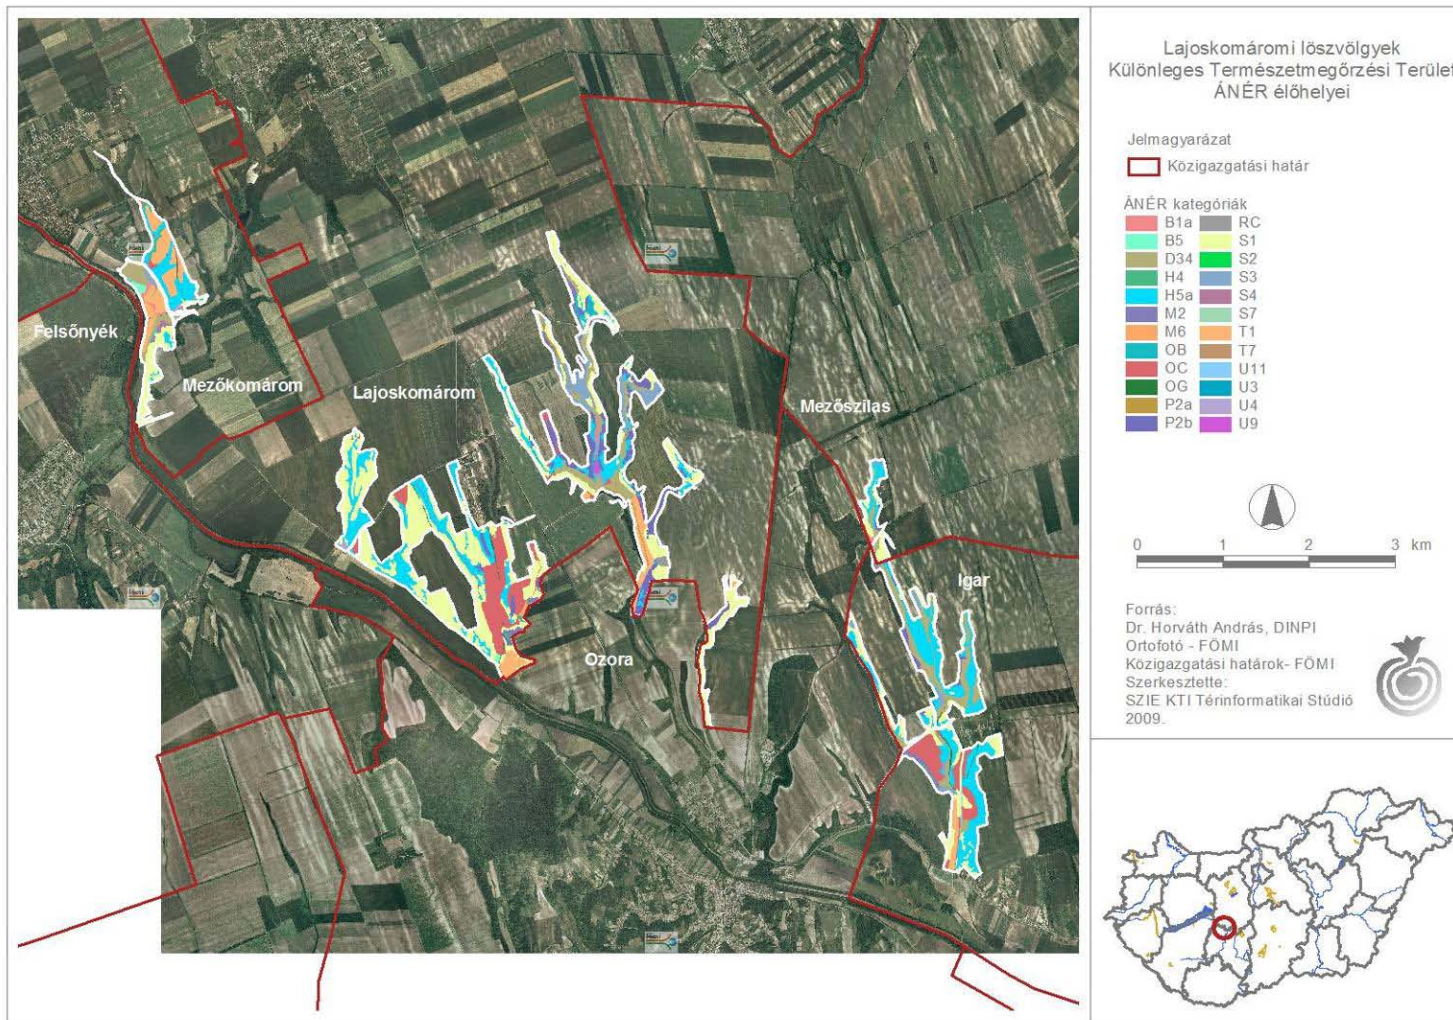 Lajoskomáromi löszvölgyek
Különleges Természetmegőrzési Terület
ÁNÉR élőhelyei
Jelmagyarázat
Közigazgatási határ
ÁNÉR kategóriák
B1a RC
B5 S1
D34 S2
H4 S3
H5a S4
M2 S7
M6 T1
OB T7
OC U11
OG U3
P2a U4
P2b U9
0 1 2 3 km
Forrás:
Dr. Horváth András, DINPI
Ortofotó - FÖMI
Közigazgatási határok- FÖMI
Szerkesztette:
SZIE KTI Térinformatikai Stúdió
2009.
Felsőnyék
Mezőkomárom
Lajoskomárom
Mezőszilas
Igar
Ozora